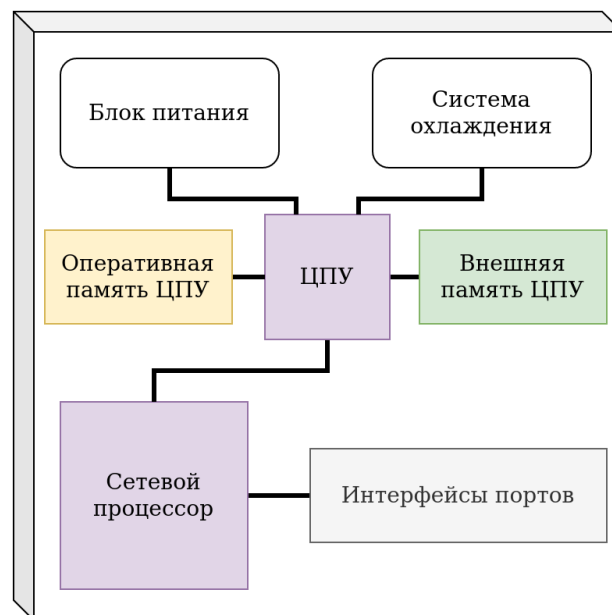 Блок питания
Система
охлаждения
Оперативная
память ЦПУ
ЦПУ
Внешняя
память ЦПУ
Сетевой
процессор
Интерфейсы портов